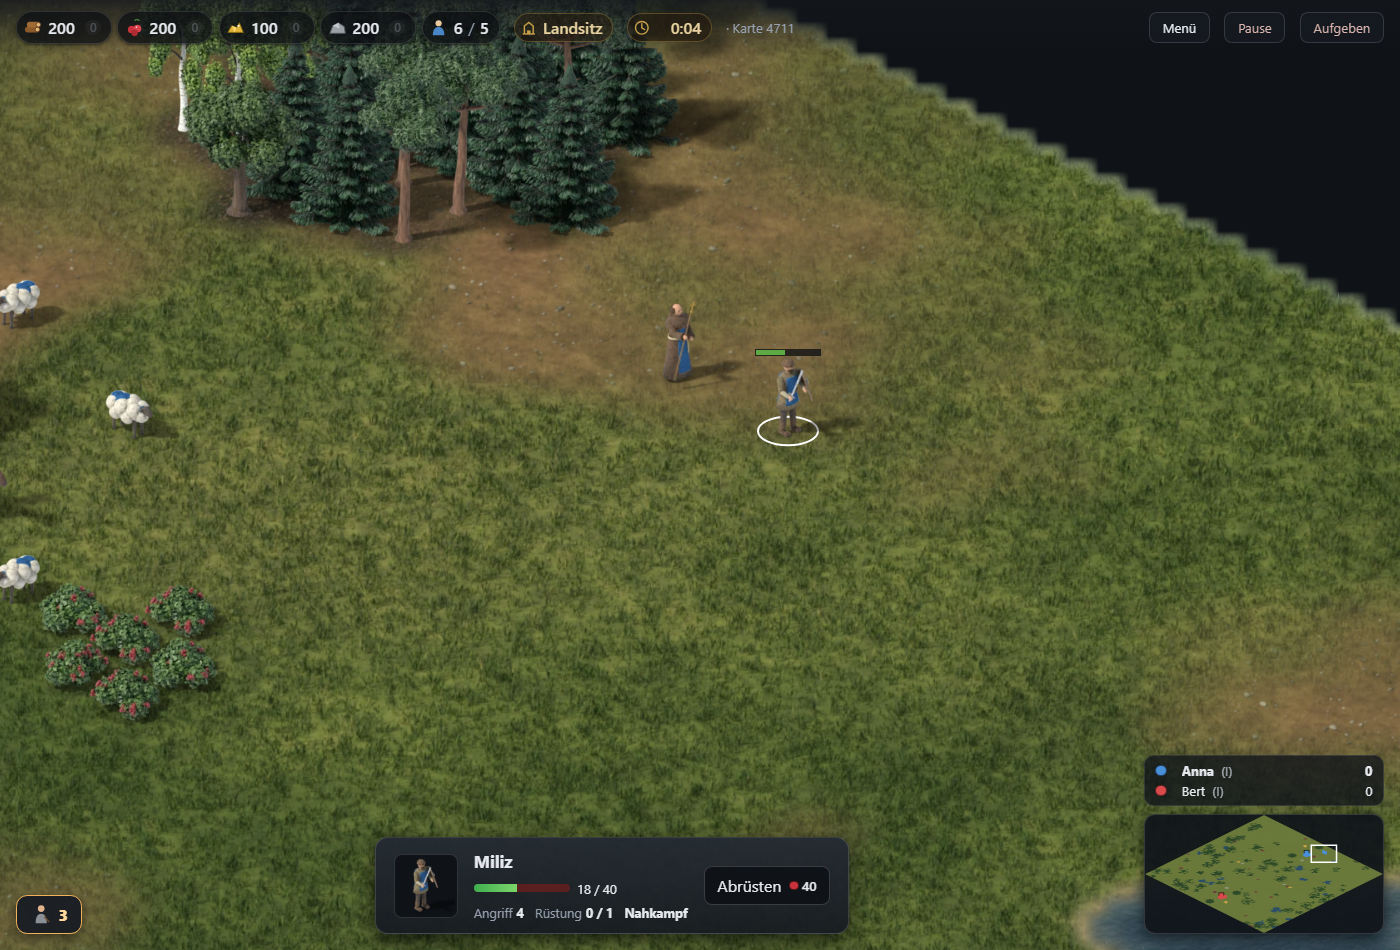 200 0 200 0 100 0 200 0 6 / 5 Landsitz 0:04 · Karte 4711 Menü Pause Aufgeben
Anna (I) 0
Bert (I) 0
Miliz
18 / 40
Angriff 4 Rüstung 0 / 1 Nahkampf
Abrüsten 40
3